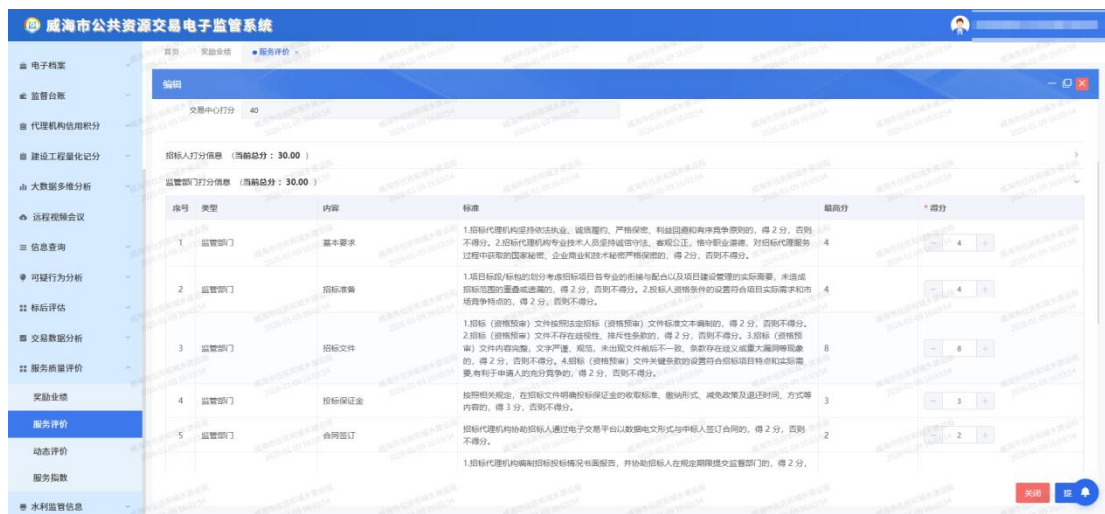 威海市公共资源交易电子监管系统
首页 奖励业绩 服务评价 ×
电子档案
监督台账
代理机构信用积分
建设工程量化记分
大数据多维分析
远程视频会议
信息查询
可疑行为分析
标后评估
交易数据分析
服务质量评价
奖励业绩
服务评价
动态评价
服务指数
水利监管信息
编辑
交易中心打分 40
招标人打分信息 (当前总分:30.00 )
监管部门打分信息 (当前总分:30.00 )
序号 类型 内容 标准 最高分 * 得分
1 监管部门 基本要求 4 - 4 +
1.招标代理机构坚持依法执业、诚信履约、严格保密、利益回避和有序竞争原则的,得 2 分,否则
不得分。2.招标代理机构专业技术人员坚持诚信守法、客观公正,恪守职业道德,对招标代理服务
过程中获取的国家秘密、企业商业和技术秘密严格保密的,得 2分,否则不得分。
2 监管部门 招标准备 4 - 4 +
1.项目标段/标包的划分考虑招标项目各专业的衔接与配合以及项目建设管理的实际需要,未造成
招标范围的重叠或遗漏的,得 2 分,否则不得分。2.投标人资格条件的设置符合项目实际需求和市
场竞争特点的,得 2 分,否则不得分。
3 监管部门 招标文件 8 - 8 +
1.招标(资格预审)文件按照法定招标(资格预审)文件标准文本编制的,得 2 分,否则不得分。
2.招标(资格预审)文件不存在歧视性、排斥性条款的,得 2 分,否则不得分。3.招标(资格预
审)文件内容完整,文字严谨、规范,未出现文件前后不一致、条款存在歧义或重大漏洞等现象
的,得 2 分,否则不得分。4.招标(资格预审)文件关键条款的设置符合招标项目特点和实际需
要,有利于申请人的充分竞争的,得 2 分,否则不得分。
4 监管部门 投标保证金 3 - 3 +
按照相关规定,在招标文件明确投标保证金的收取标准、缴纳形式、减免政策及退还时间、方式等
内容的,得 3 分,否则不得分。
5 监管部门 合同签订 2 - 2 +
招标代理机构协助招标人通过电子交易平台以数据电文形式与中标人签订合同的,得 2 分,否则
不得分。
1.招标代理机构编制招标投标情况书面报告,并协助招标人在规定期限提交监督部门的,得 2 分,
关闭 提